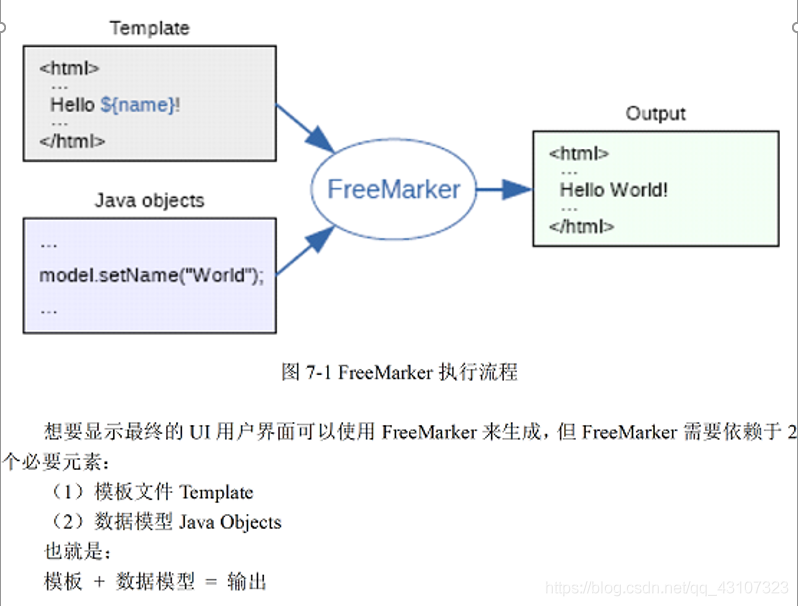 Template
<html>
...
Hello ${name}!
...
</html>
Java objects
...
model.setName("World");
...
FreeMarker
Output
<html>
...
Hello World!
...
</html>
图 7-1 FreeMarker 执行流程
想要显示最终的 UI 用户界面可以使用 FreeMarker 来生成，但 FreeMarker 需要依赖于 2
个必要元素：
（1）模板文件 Template
（2）数据模型 Java Objects
也就是：
模板 + 数据模型 = 输出
https://blog.csdn.net/qq_43107323